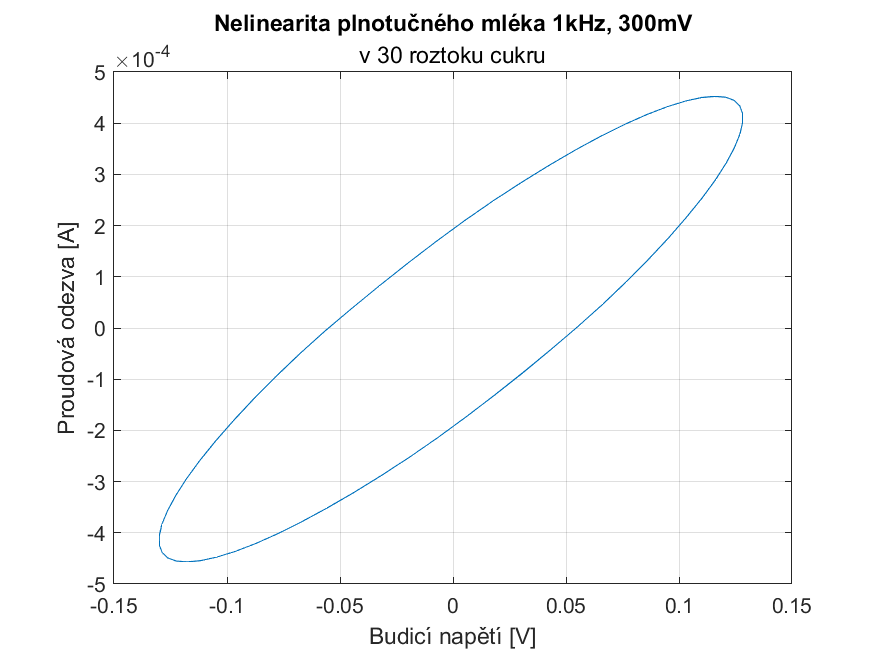 Nelinearita plnotučného mléka 1kHz, 300mV
v 30 roztoku cukru
×10-4
5
4
3
2
1
0
-1
-2
-3
-4
-5
Proudová odezva [A]
-0.15 -0.1 -0.05 0 0.05 0.1 0.15
Budicí napětí [V]